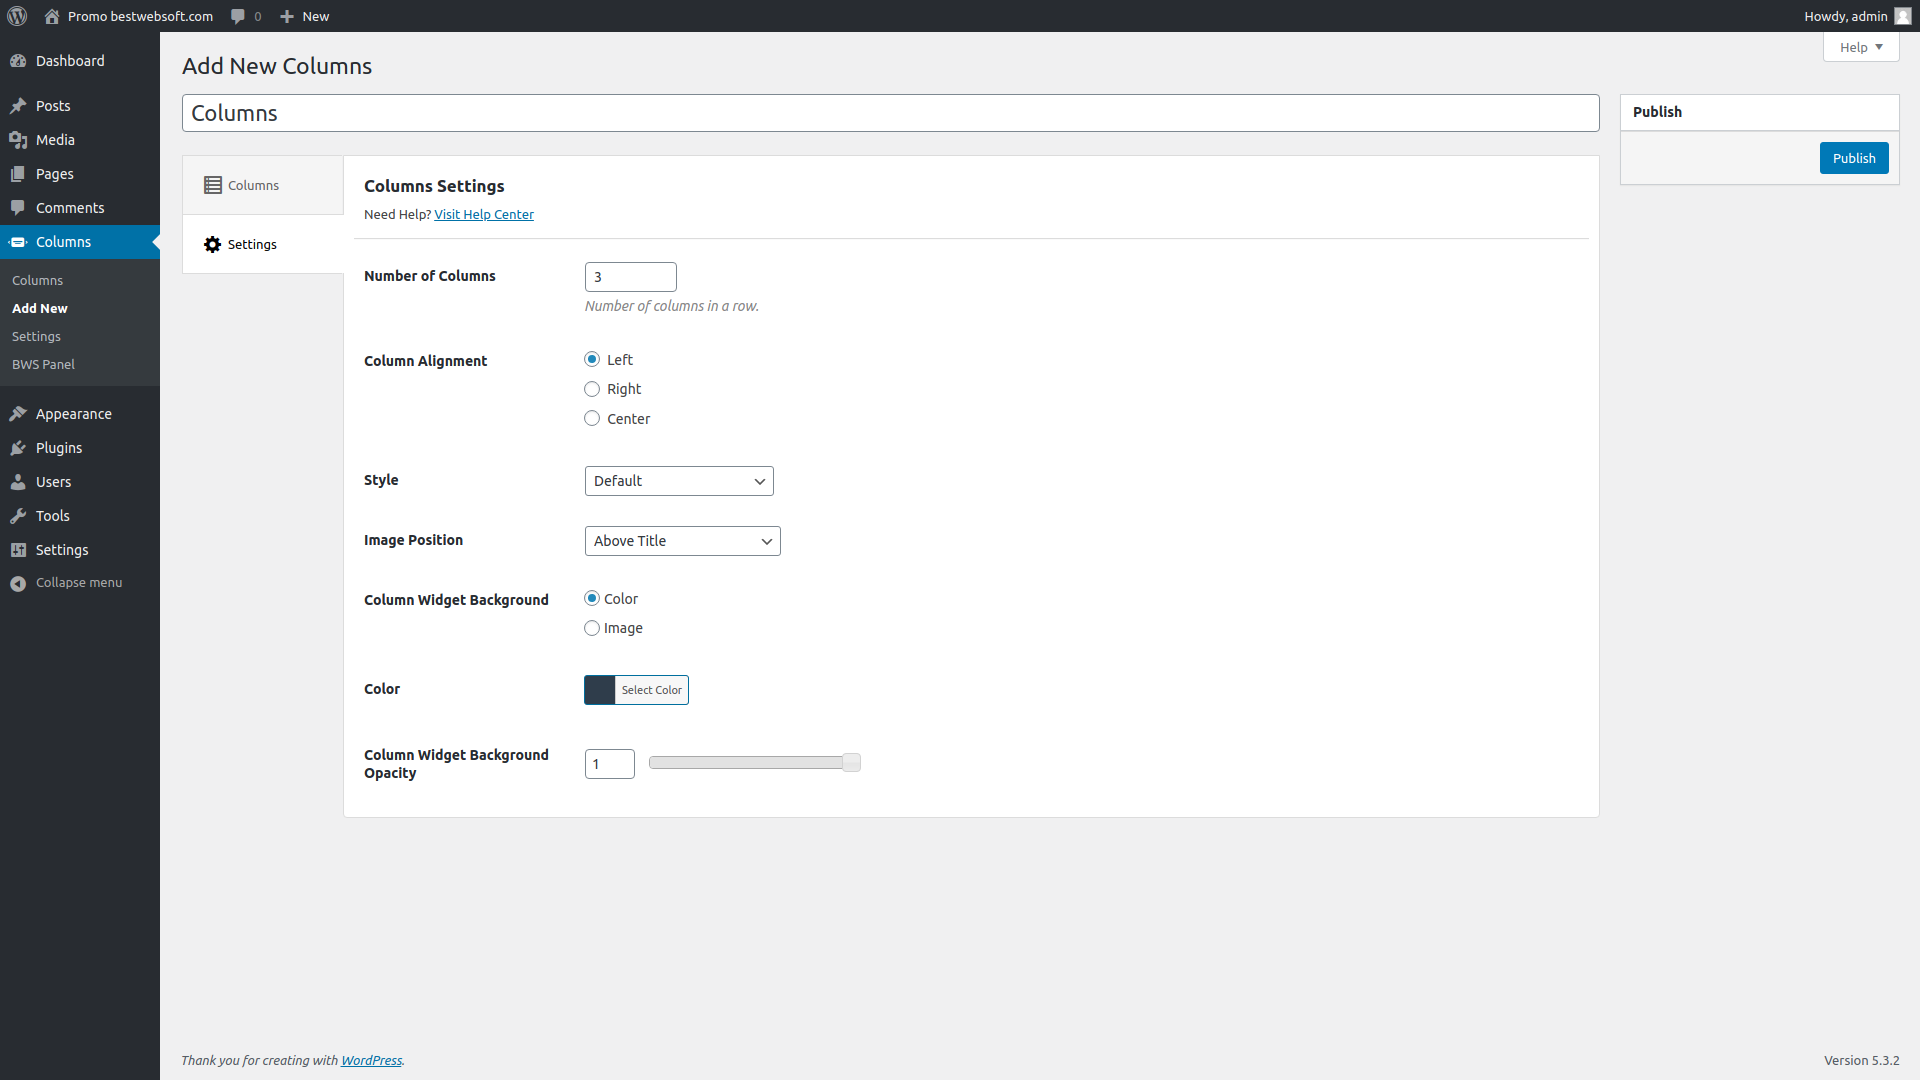 Promo bestwebsoft.com
0
New
Howdy, admin
Help
Dashboard
Posts
Media
Pages
Comments
Columns
Columns
Add New
Settings
BWS Panel
Appearance
Plugins
Users
Tools
Settings
Collapse menu
Add New Columns
Columns
Columns
Settings
Columns Settings
Need Help? Visit Help Center
Number of Columns
3
Number of columns in a row.
Column Alignment
Left
Right
Center
Style
Default
Image Position
Above Title
Column Widget Background
Color
Image
Color
Select Color
Column Widget Background
Opacity
1
Publish
Publish
Thank you for creating with WordPress.
Version 5.3.2